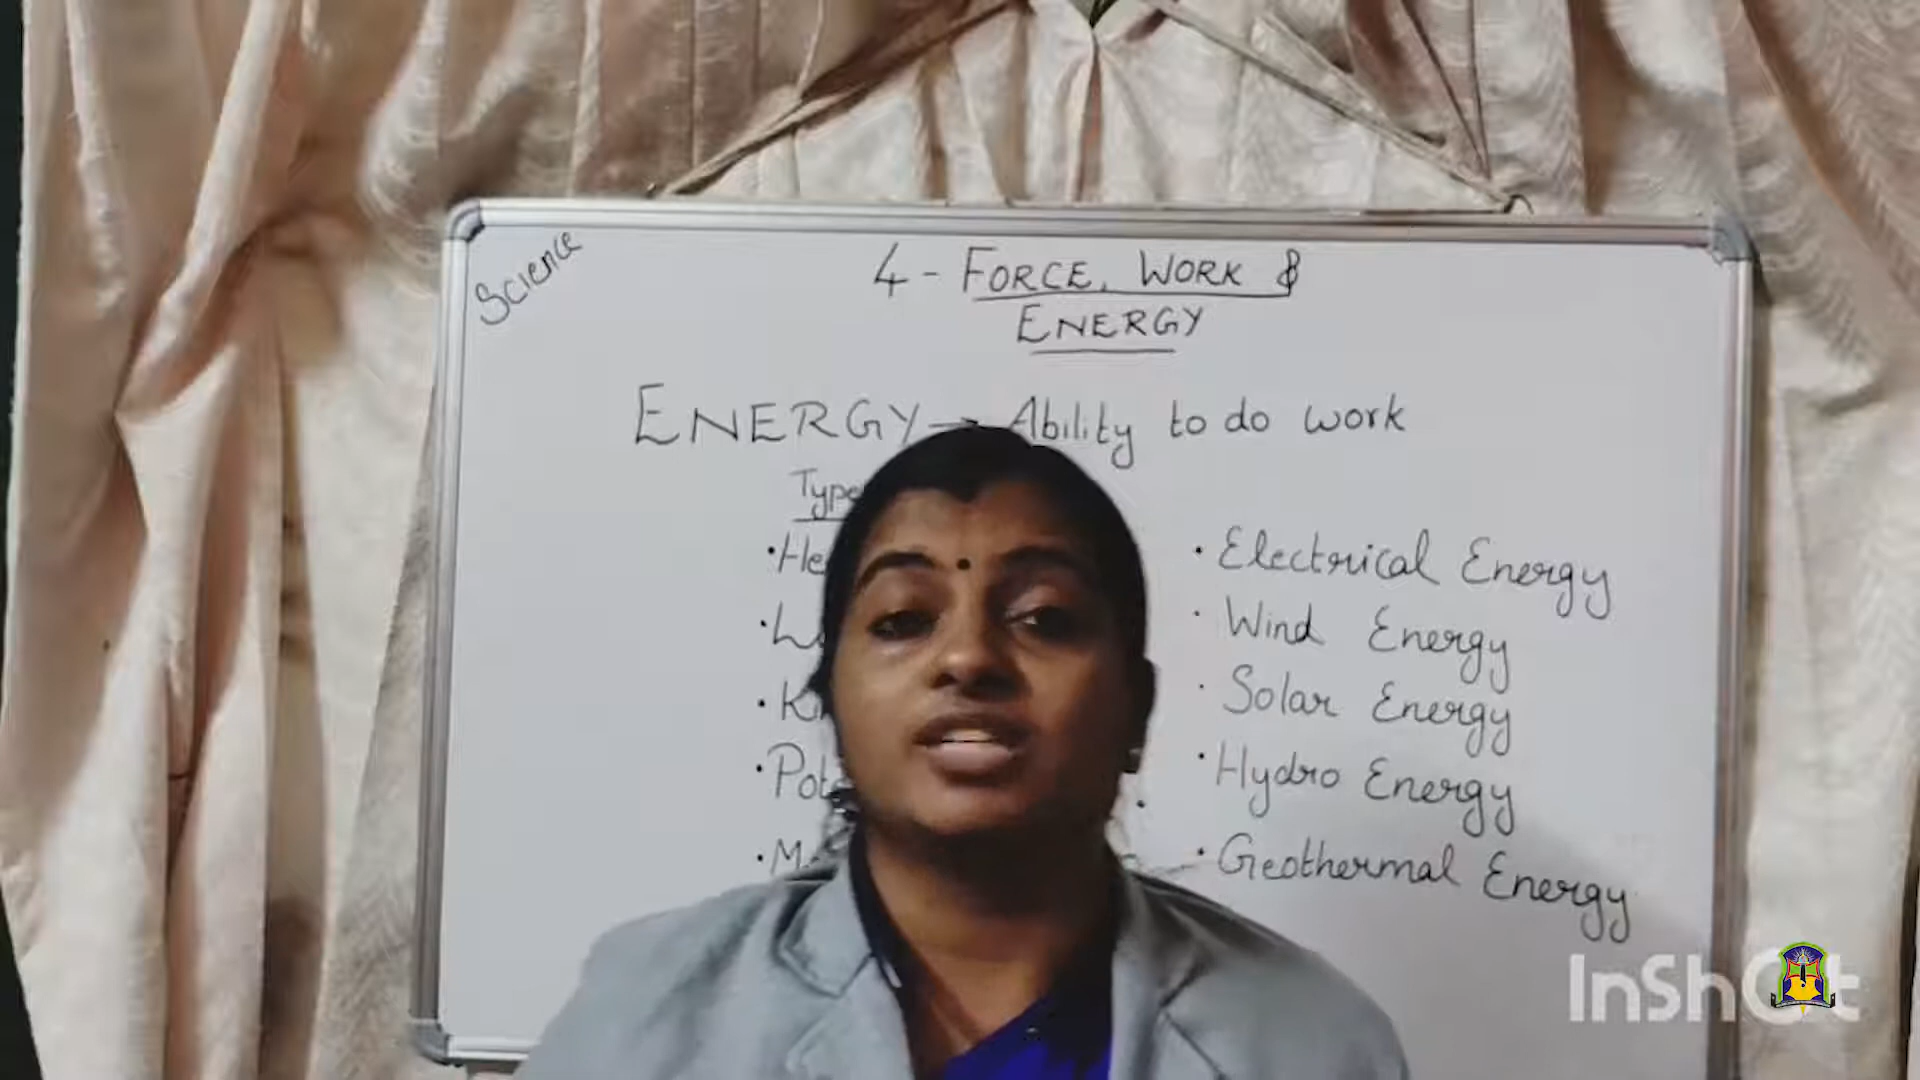 Science
4 - FORCE, WORK &
ENERGY
ENERGY → Ability to do work
• Electrical Energy
• Wind Energy
• Solar Energy
• Hydro Energy
• Geothermal Energy
InShot